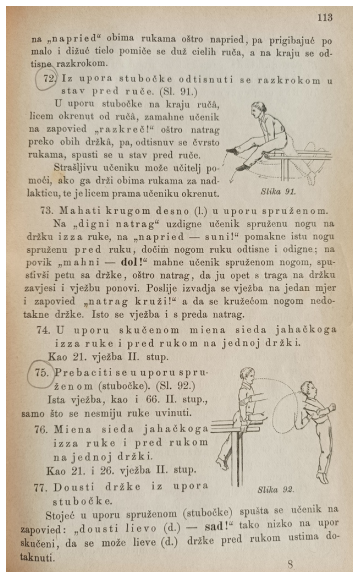 113
na „napried“ obima rukama oštro napried, pa prigibajuć po
malo i dižuć tielo pomiče se duž cielih ruča, a na kraju se od-
tisne razkrokom.
72. Iz upora stubočke odtisnuti se razkrokom u
stav pred ruče. (Sl. 91.)
U uporu stubočke na kraju ručâ,
licem okrenut od ručâ, zamahne učenik
na zapovied „razkreč!“ oštro natrag
preko obih držkâ, pa, odtisnuv se čvrsto
rukama, spusti se u stav pred ruče.
Strašljivu učeniku može učitelj po-
moći, ako ga drži obima rukama za nad-
lakticu, te je licem prama učeniku okrenut.
Slika 91.
73. Mahati krugom desno (l.) u uporu spruženom.
Na „digni natrag“ uzdigne učenik spruženu nogu na
držku izza ruke, na „napried — suni!“ pomakne istu nogu
spruženu pred ruku, dočim nogom ruku odtisne i odigne; na
povik „mahni — dol!“ mahne učenik spruženom nogom, spu-
stivši petu sa držke, oštro natrag, da ju opet s traga na držku
zavjesi i vježbu ponovi. Poslije izvadja se vježba na jedan mjer
i zapovied „natrag kruži!“ a da se kružećom nogom nedo-
takne držke. Isto se vježba i s preda natrag.
74. U uporu skučenom miena sieda jahačkoga
izza ruke i pred rukom na jednoj držki.
Kao 21. vježba II. stup.
75. Prebaciti se u uporu spru-
ženom (stubočke). (Sl. 92.)
Ista vježba, kao i 66. II. stup.,
samo što se nesmiju ruke uvinuti.
76. Miena sieda jahačkoga
izza ruke i pred rukom
na jednoj držki.
Kao 21. i 26. vježba II. stup.
77. Dousti držke iz upora
stubočke.
Slika 92.
Stojeć u uporu spruženom (stubočke) spušta se učenik na
zapovied: „dousti lievo (d.) — sad!“ tako nizko na upor
skučeni, da se može lieve (d.) držke pred rukom ustima do-
taknuti.
8